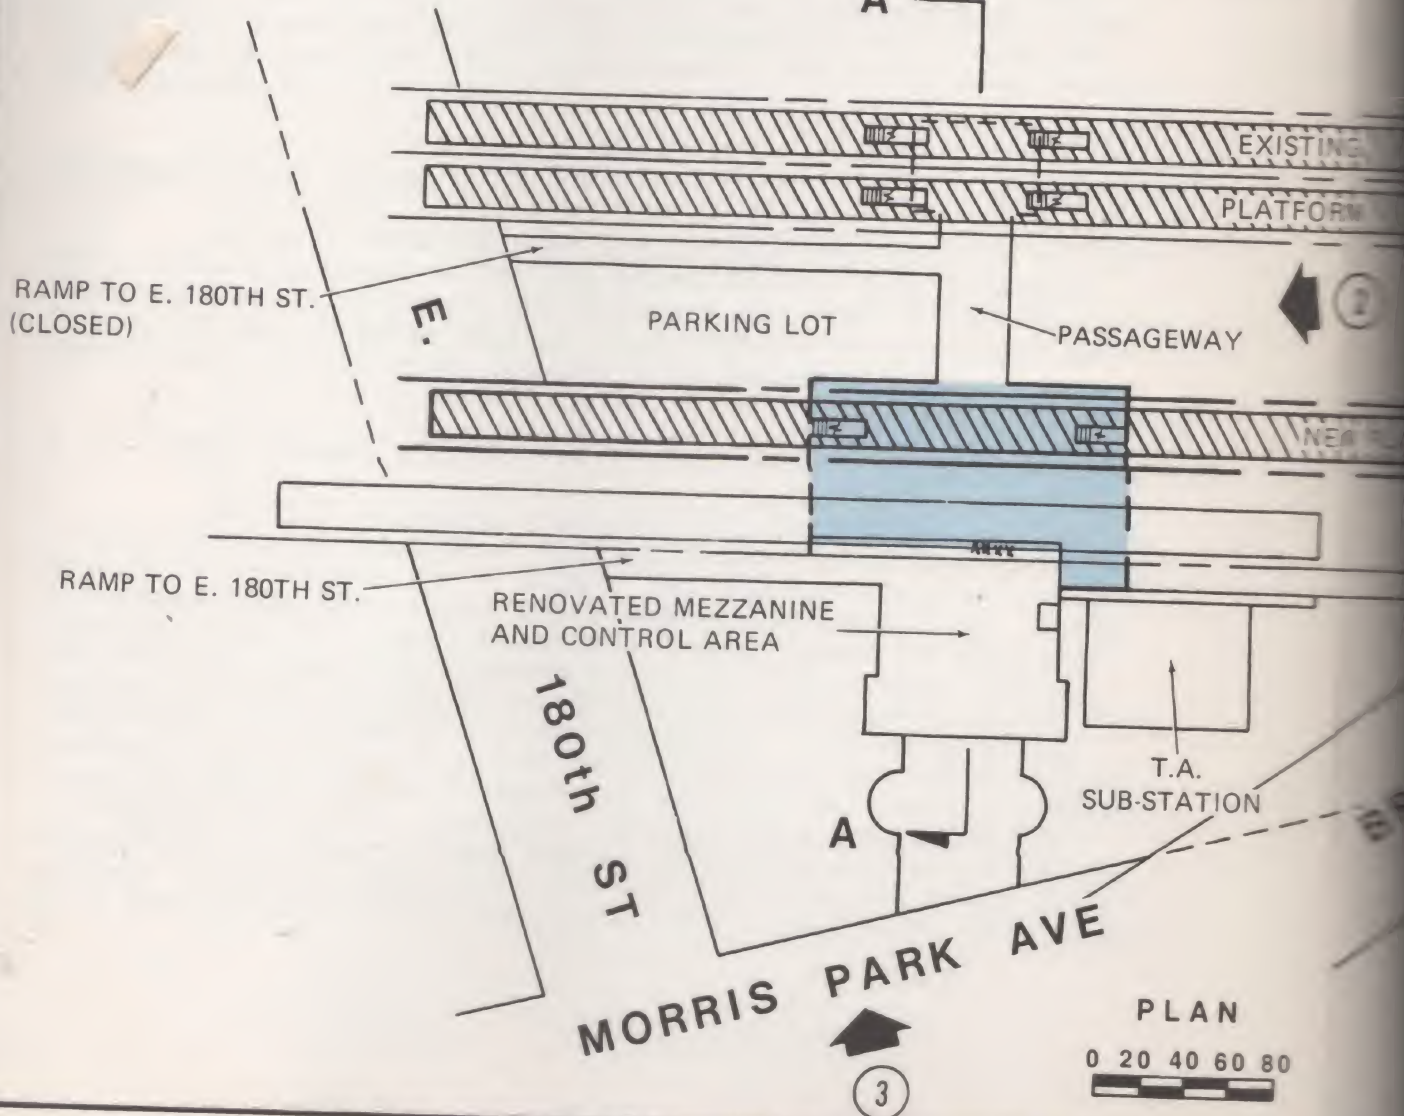 A
EXISTING
PLATFORM
RAMP TO E. 180TH ST.
(CLOSED)
E.
PARKING LOT
PASSAGEWAY
2
NEW
RAMP TO E. 180TH ST.
RENOVATED MEZZANINE
AND CONTROL AREA
180th ST
T.A.
SUB-STATION
A
MORRIS PARK AVE
3
PLAN
0 20 40 60 80